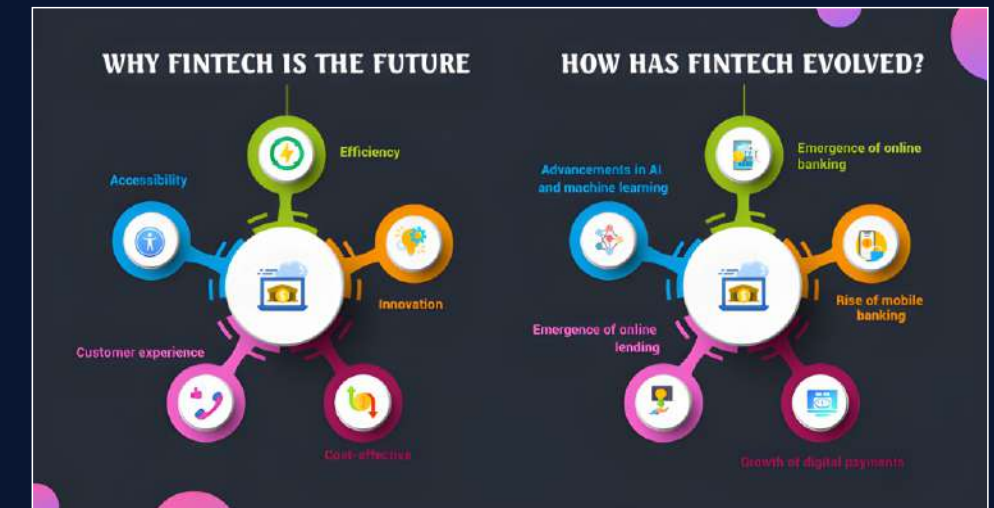 WHY FINTECH IS THE FUTURE
Efficiency
Accessibility
Innovation
Customer experience
Cost-effective
HOW HAS FINTECH EVOLVED?
Emergence of online
banking
Advancements in AI
and machine learning
Rise of mobile
banking
Emergence of online
lending
Growth of digital payments